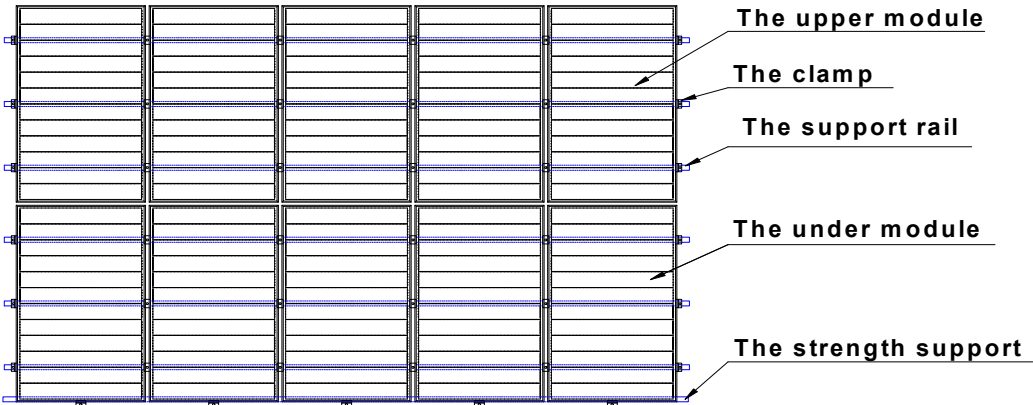 The upper module
The clamp
The support rail
The under module
The strength support